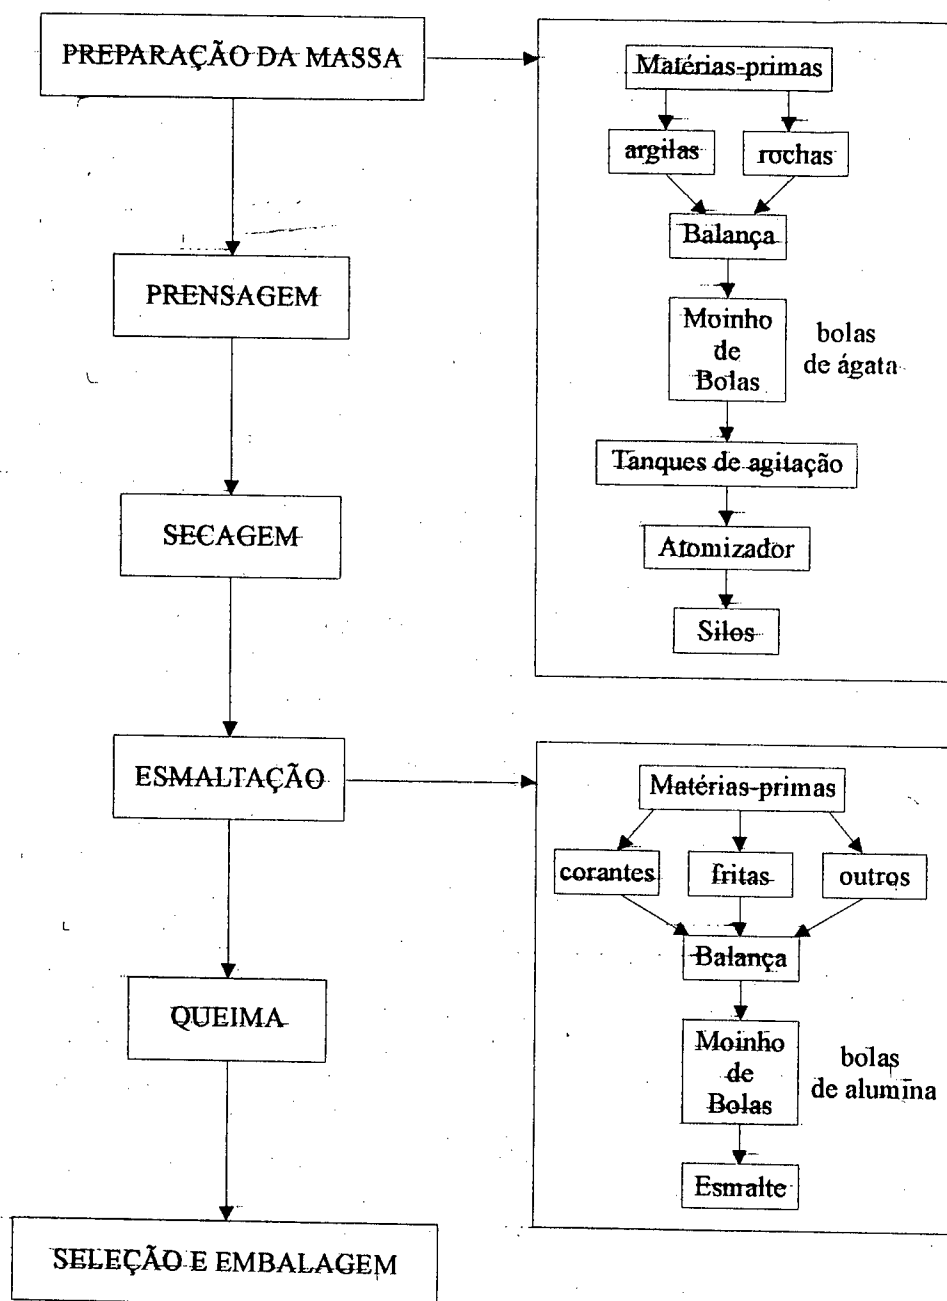 PREPARAÇÃO DA MASSA
PRENSAGEM
SECAGEM
ESMALTAÇÃO
QUEIMA
SELEÇÃO E EMBALAGEM
Matérias-primas
argilas
rochas
Balança
Moinho
de
Bolas
bolas
de ágata
Tanques de agitação
Atomizador
Silos
Matérias-primas
corantes
fritas
outros
Balança
Moinho
de
Bolas
bolas
de alumina
Esmalte